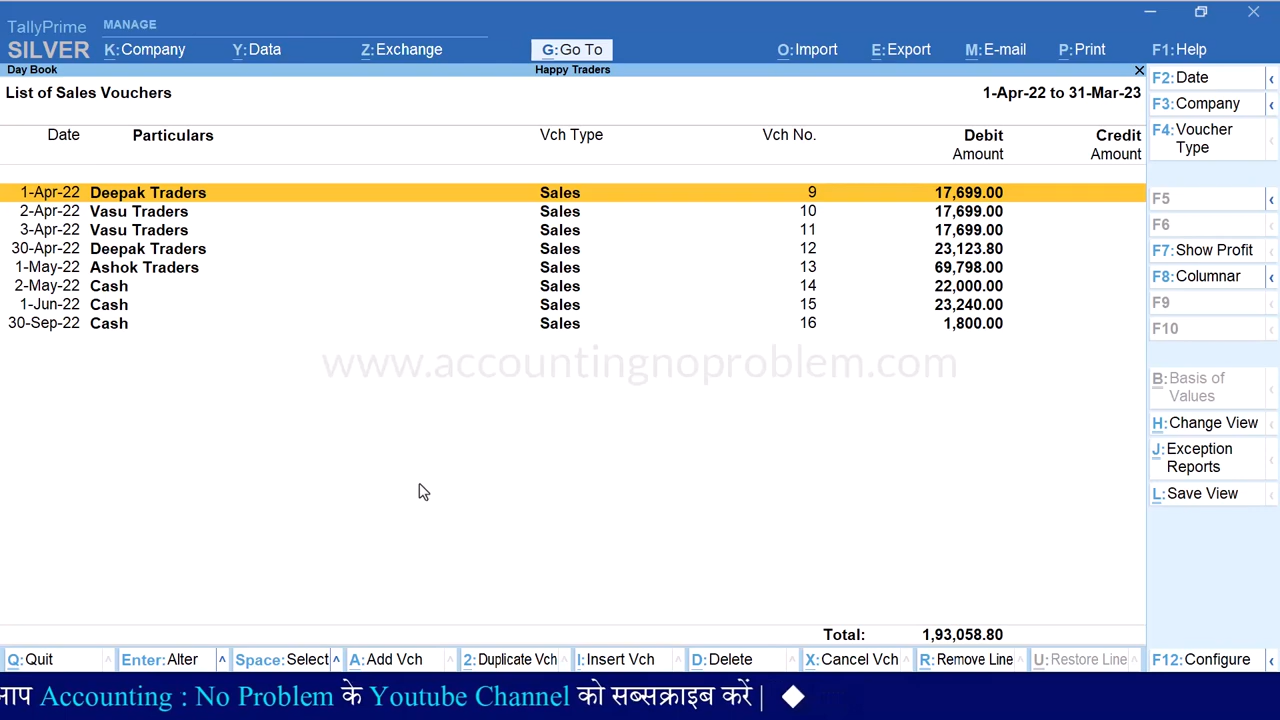 TallyPrime MANAGE
SILVER K:Company Y:Data Z:Exchange G:Go To O:Import E:Export M:E-mail P:Print F1:Help
Day Book Happy Traders
List of Sales Vouchers 1-Apr-22 to 31-Mar-23
Date Particulars Vch Type Vch No. Debit Credit
Amount Amount
1-Apr-22 Deepak Traders Sales 9 17,699.00
2-Apr-22 Vasu Traders Sales 10 17,699.00
3-Apr-22 Vasu Traders Sales 11 17,699.00
30-Apr-22 Deepak Traders Sales 12 23,123.80
1-May-22 Ashok Traders Sales 13 69,798.00
2-May-22 Cash Sales 14 22,000.00
1-Jun-22 Cash Sales 15 23,240.00
30-Sep-22 Cash Sales 16 1,800.00
www.accountingnoproblem.com
Total: 1,93,058.80
F2:Date
F3:Company
F4:Voucher
Type
F5
F6
F7:Show Profit
F8:Columnar
F9
F10
B:Basis of
Values
H:Change View
J:Exception
Reports
L:Save View
Q:Quit Enter:Alter Space:Select A:Add Vch 2:Duplicate Vch I:Insert Vch D:Delete X:Cancel Vch R:Remove Line U:Restore Line F12:Configure
Accounting : No Problem के Youtube Channel को सब्सक्राइब करें |